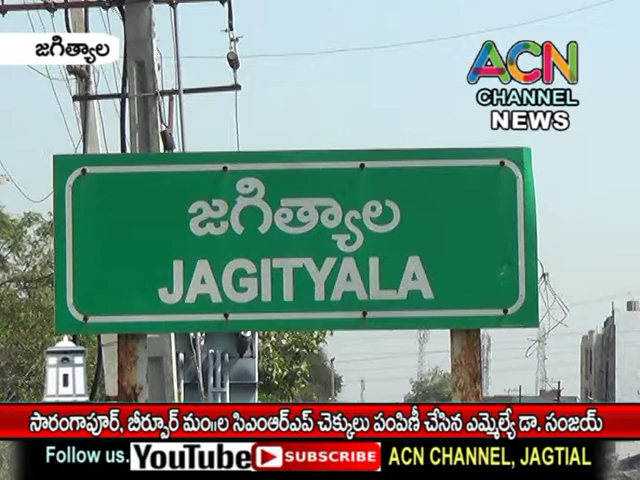 జగిత్యాల
ACN
CHANNEL
NEWS
జగిత్యాల
JAGITYALA
సారంగాపూర్, బీర్పూర్ మం॥ల సిఎంఆర్ఎఫ్ చెక్కులు పంపిణీ చేసిన ఎమ్మెల్యే డా. సంజయ్
Follow us. YouTube SUBSCRIBE ACN CHANNEL, JAGTIAL